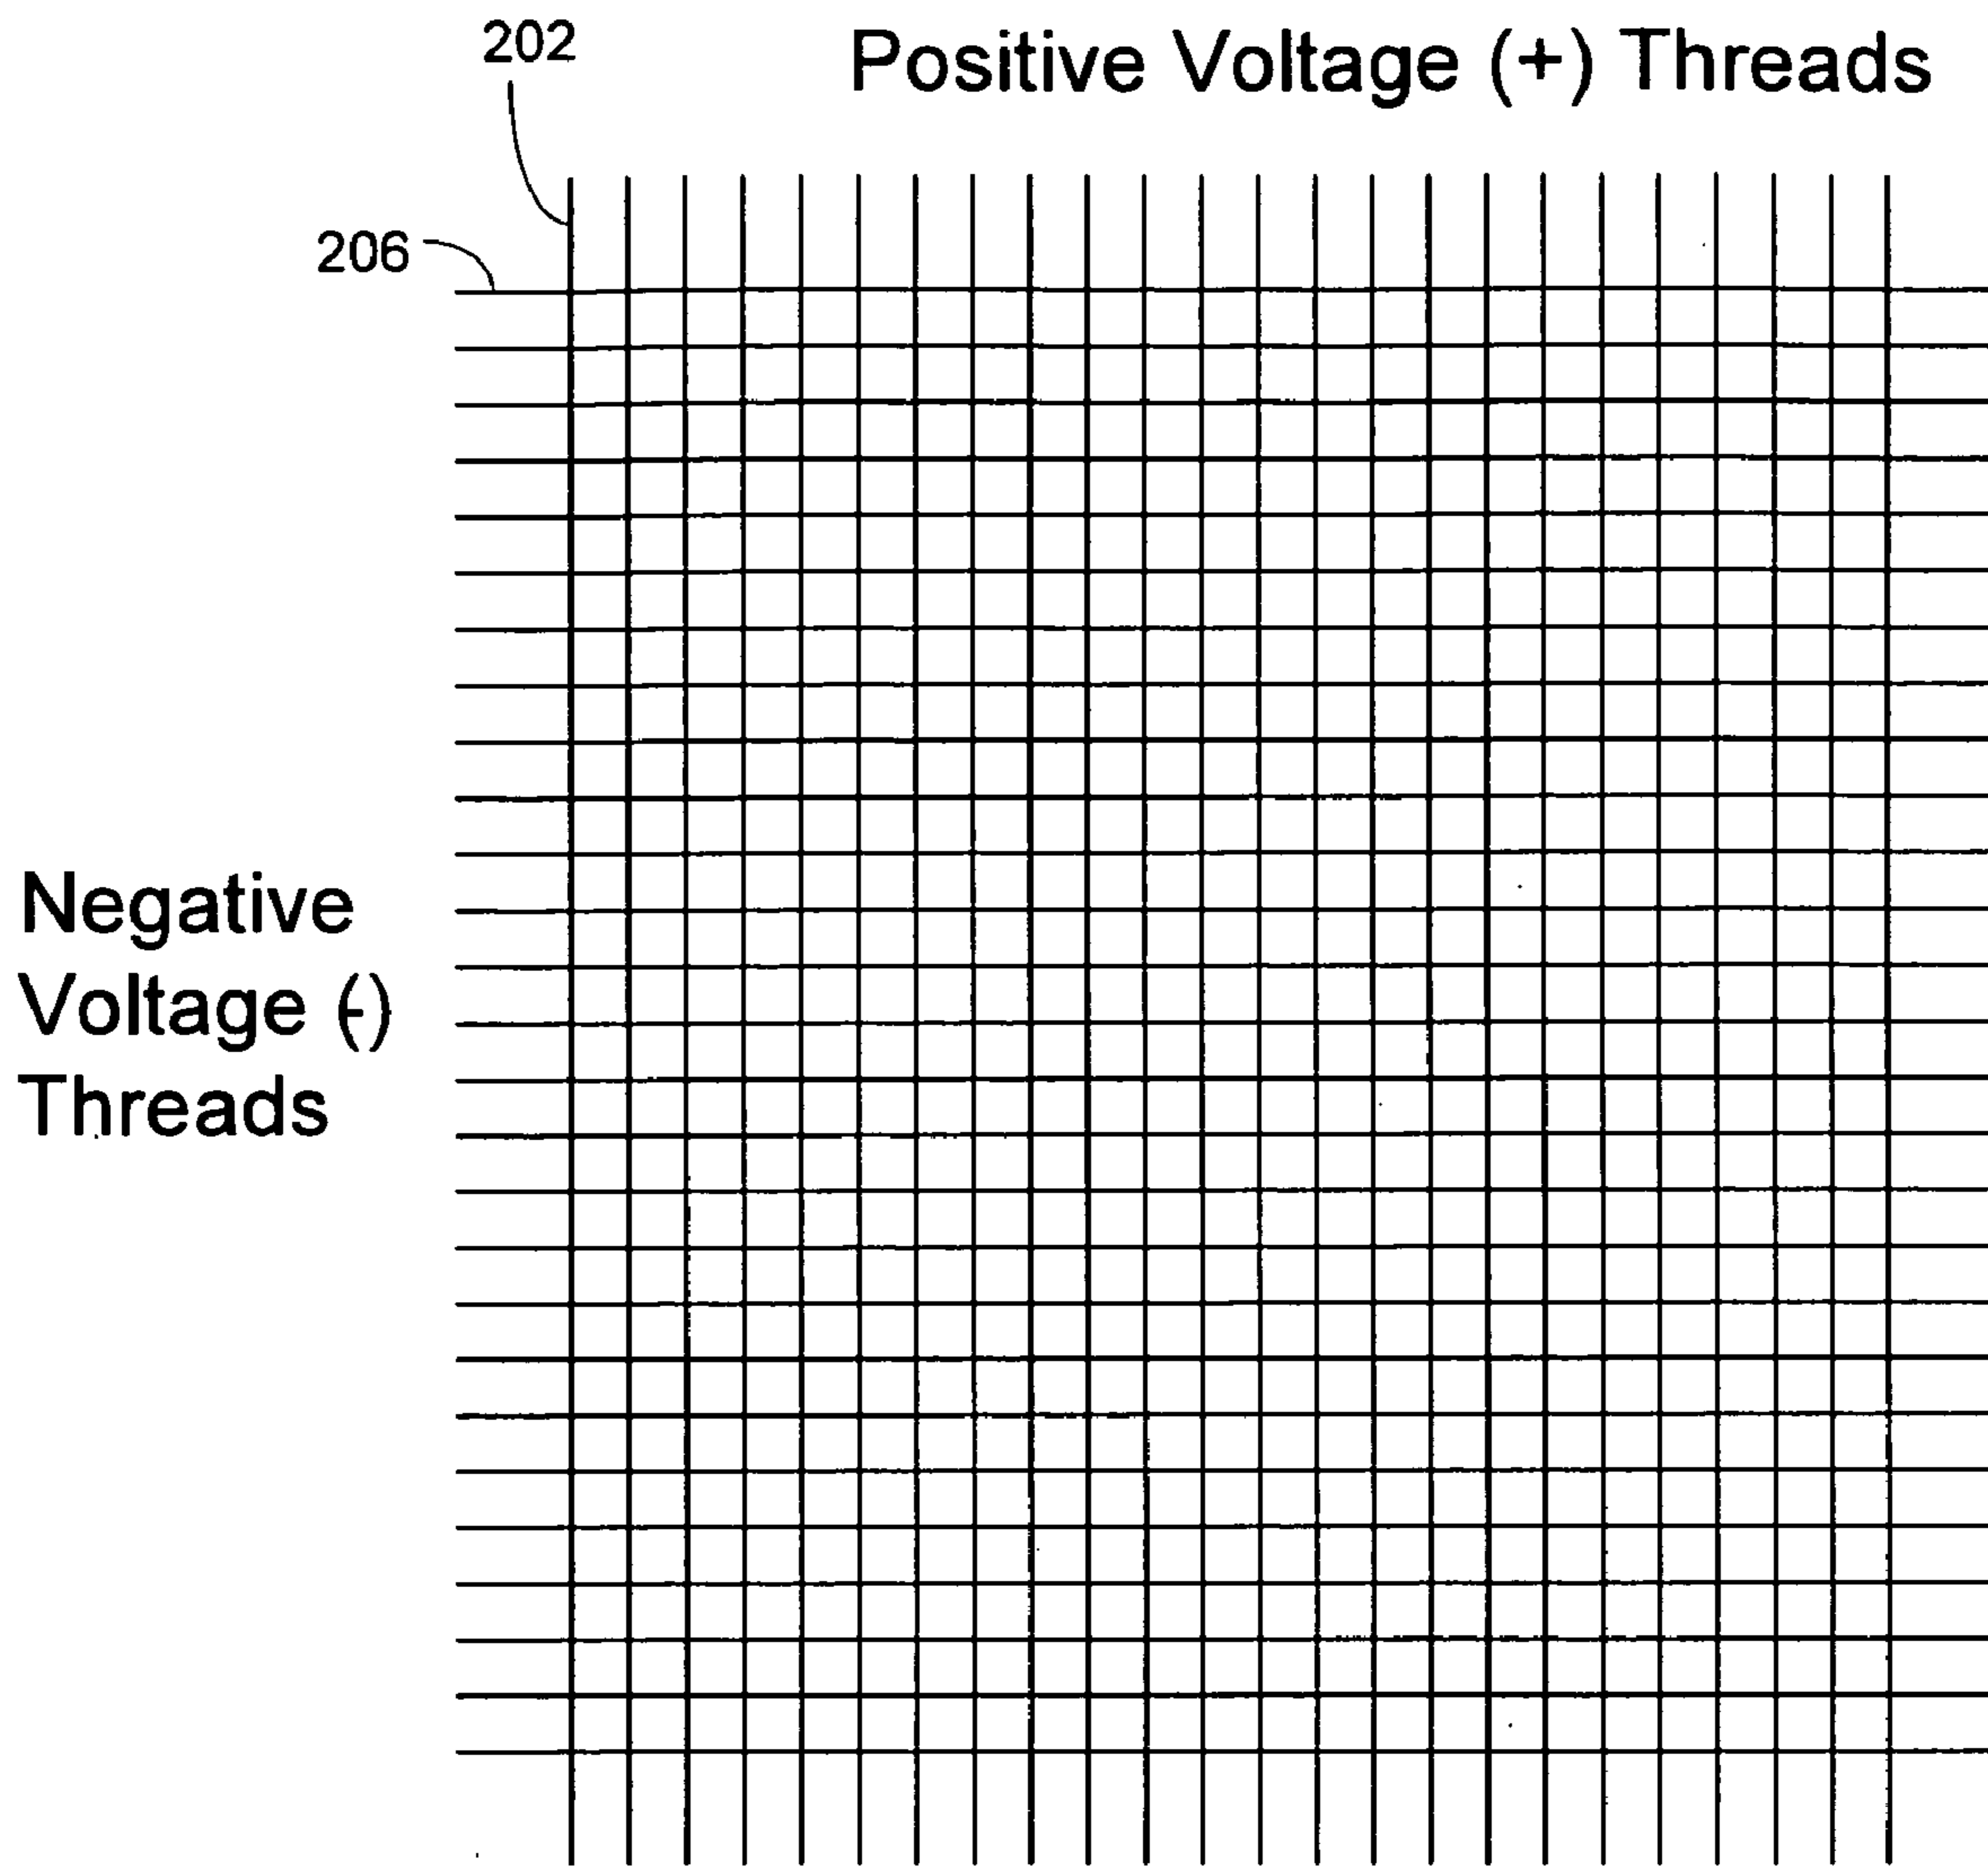 202
Positive Voltage (+) Threads
206
Negative
Voltage (-)
Threads